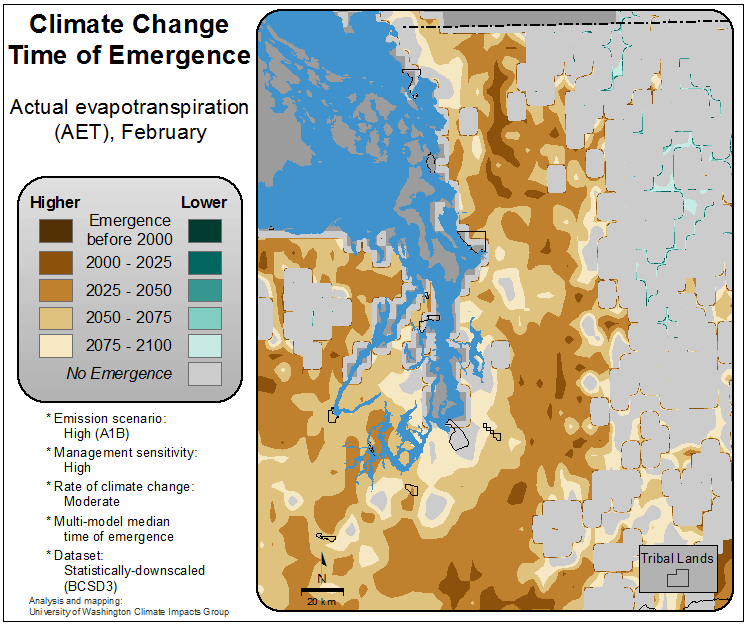 Climate Change
Time of Emergence
Actual evapotranspiration
(AET), February
Higher
Lower
Emergence
before 2000
2000 - 2025
2025 - 2050
2050 - 2075
2075 - 2100
No Emergence
* Emission scenario:
High (A1B)
* Management sensitivity:
High
* Rate of climate change:
Moderate
* Multi-model median
time of emergence
* Dataset:
Statistically-downscaled
(BCSD3)
Analysis and mapping:
University of Washington Climate Impacts Group
N
20 km
Tribal Lands